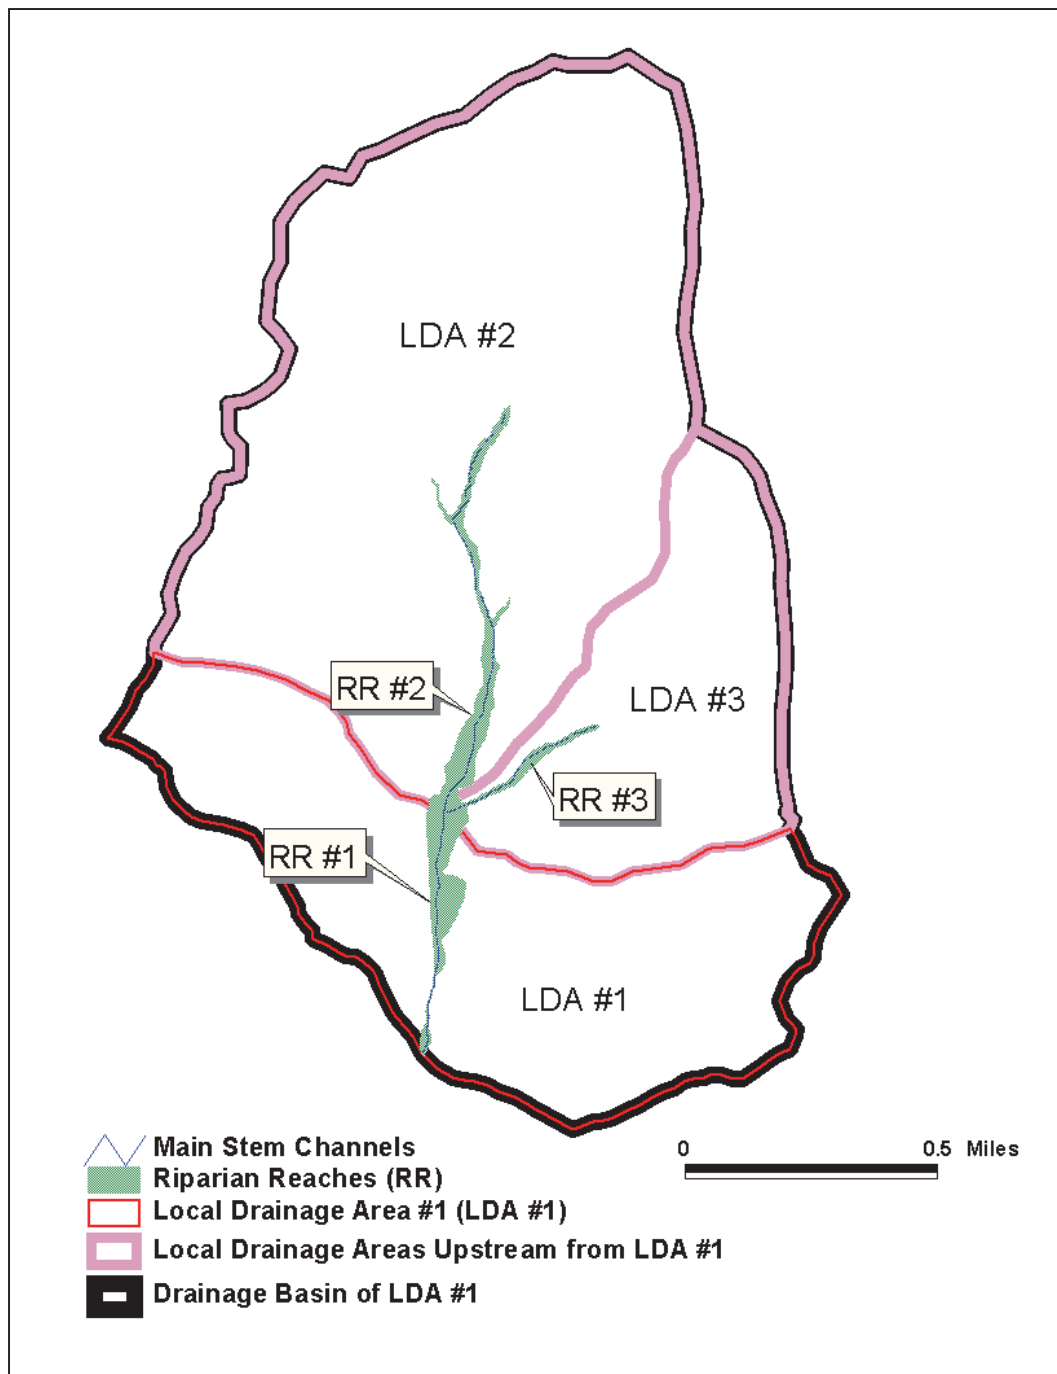 LDA #2
RR #2
LDA #3
RR #3
RR #1
LDA #1
Main Stem Channels
Riparian Reaches (RR)
Local Drainage Area #1 (LDA #1)
Local Drainage Areas Upstream from LDA #1
Drainage Basin of LDA #1
0 0.5 Miles